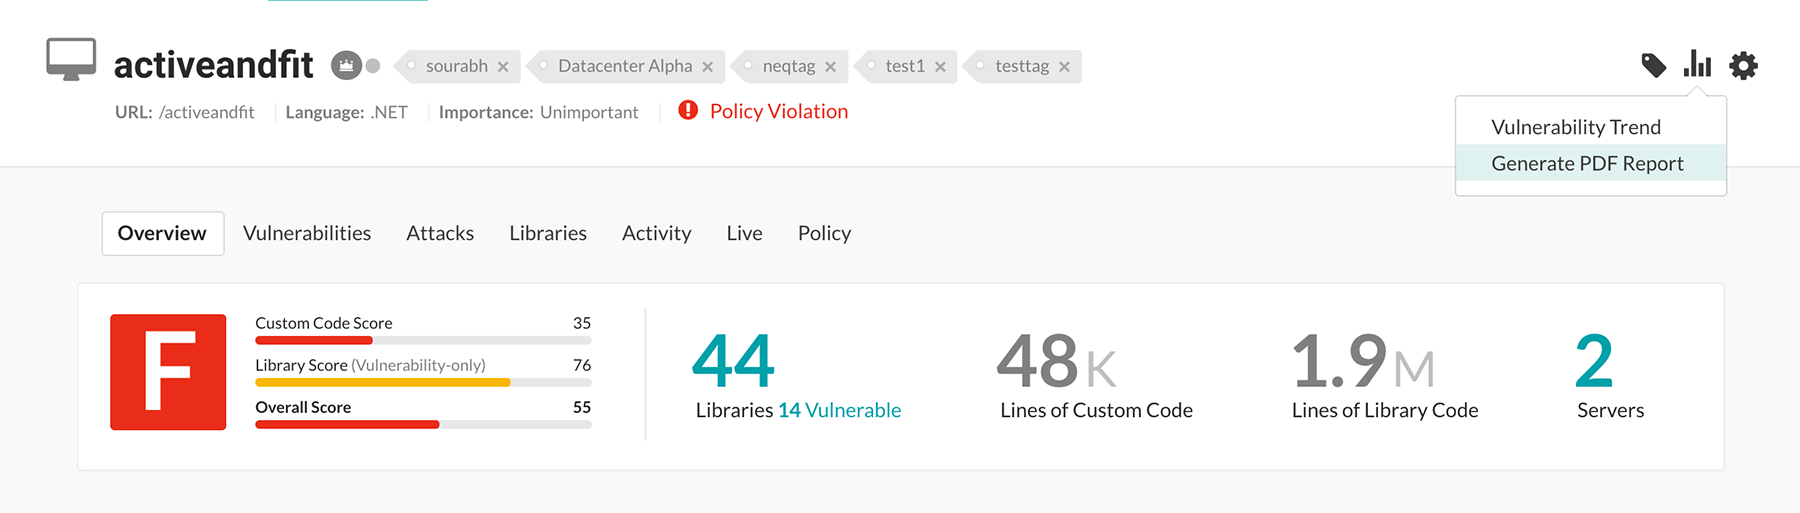 activeandfit sourabh × Datacenter Alpha × neqtag × test1 × testtag ×
URL: /activeandfit Language: .NET Importance: Unimportant Policy Violation
Vulnerability Trend
Generate PDF Report
Overview Vulnerabilities Attacks Libraries Activity Live Policy
F
Custom Code Score 35
Library Score (Vulnerability-only) 76
Overall Score 55
44
Libraries 14 Vulnerable
48 K
Lines of Custom Code
1.9 M
Lines of Library Code
2
Servers